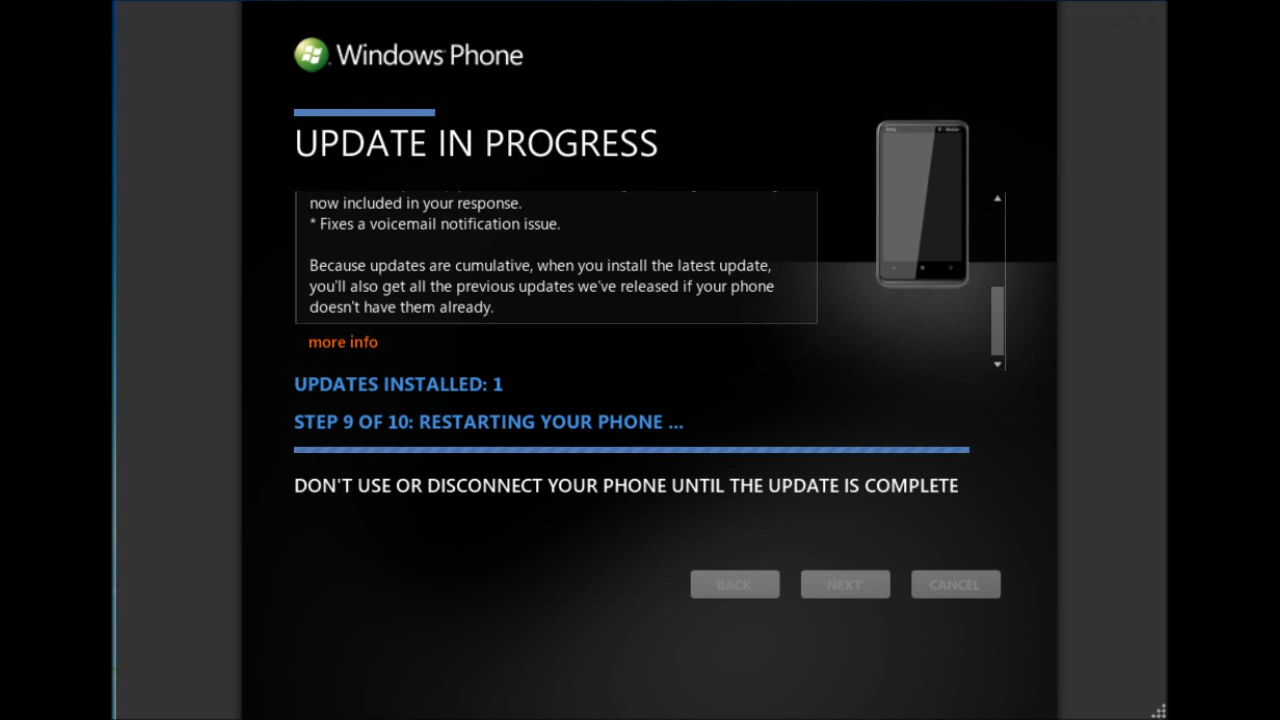 Windows Phone
UPDATE IN PROGRESS
now included in your response.
* Fixes a voicemail notification issue.
Because updates are cumulative, when you install the latest update,
you'll also get all the previous updates we've released if your phone
doesn't have them already.
more info
UPDATES INSTALLED: 1
STEP 9 OF 10: RESTARTING YOUR PHONE ...
DON'T USE OR DISCONNECT YOUR PHONE UNTIL THE UPDATE IS COMPLETE
BACK
NEXT
CANCEL